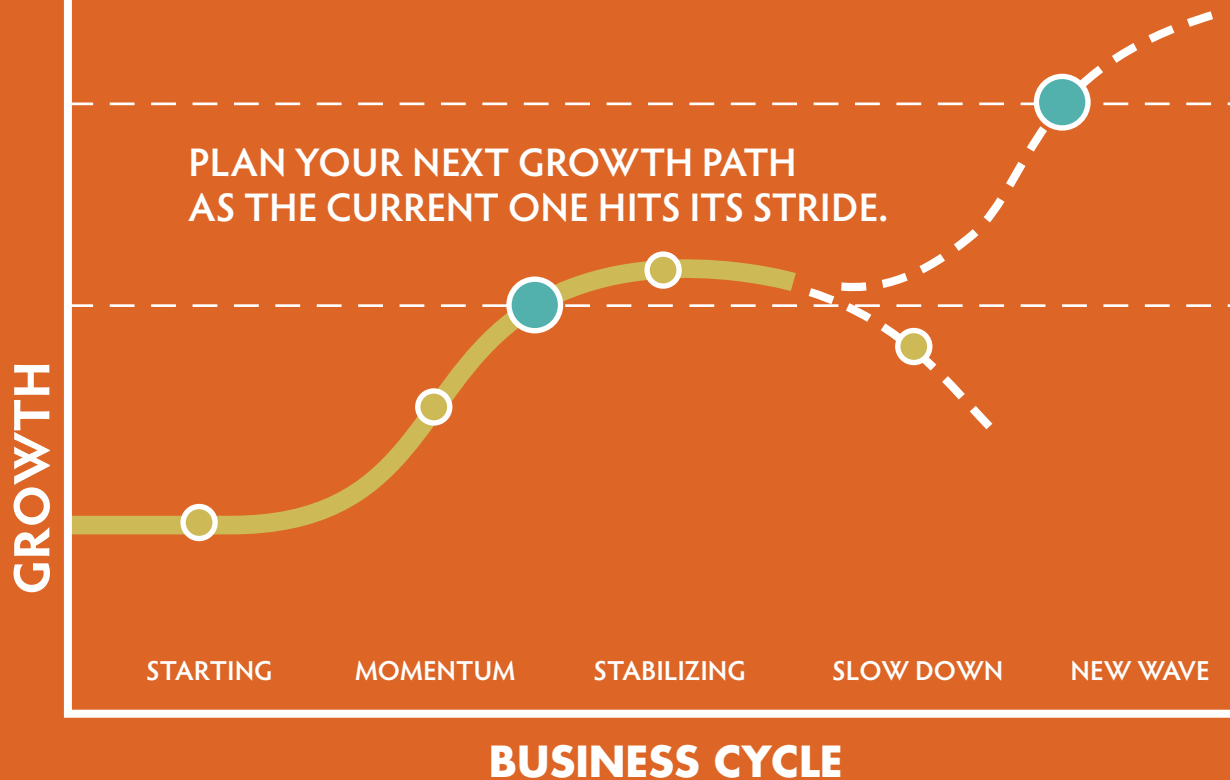 PLAN YOUR NEXT GROWTH PATH
AS THE CURRENT ONE HITS ITS STRIDE.
GROWTH
STARTING
MOMENTUM
STABILIZING
SLOW DOWN
NEW WAVE
BUSINESS CYCLE